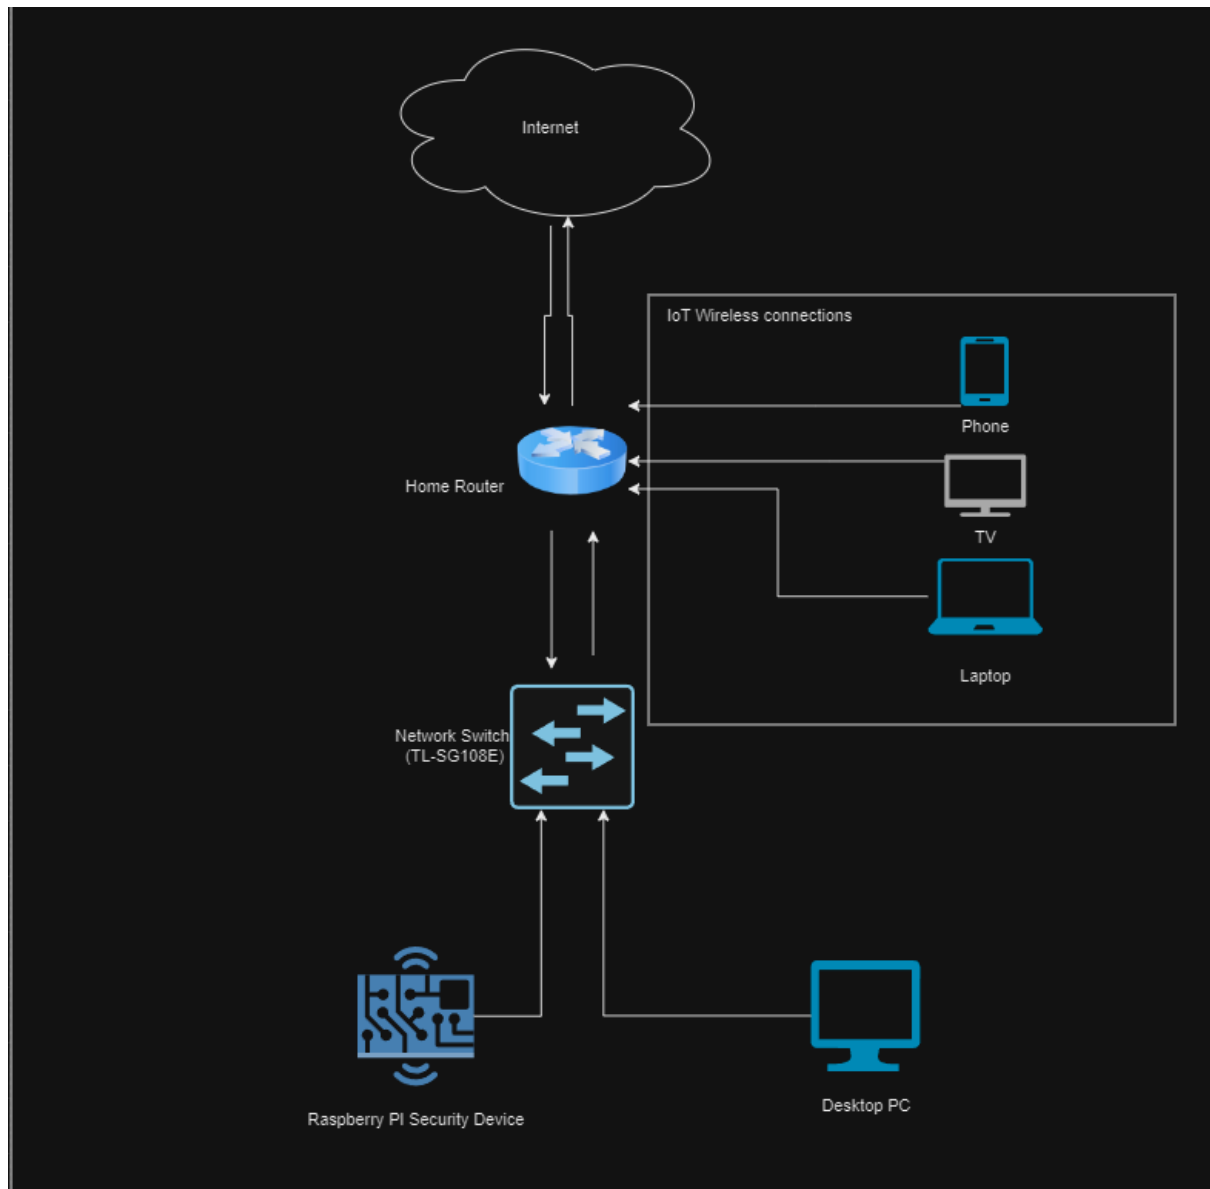 Internet
IoT Wireless connections
Phone
Home Router
TV
Laptop
Network Switch
(TL-SG108E)
Desktop PC
Raspberry PI Security Device